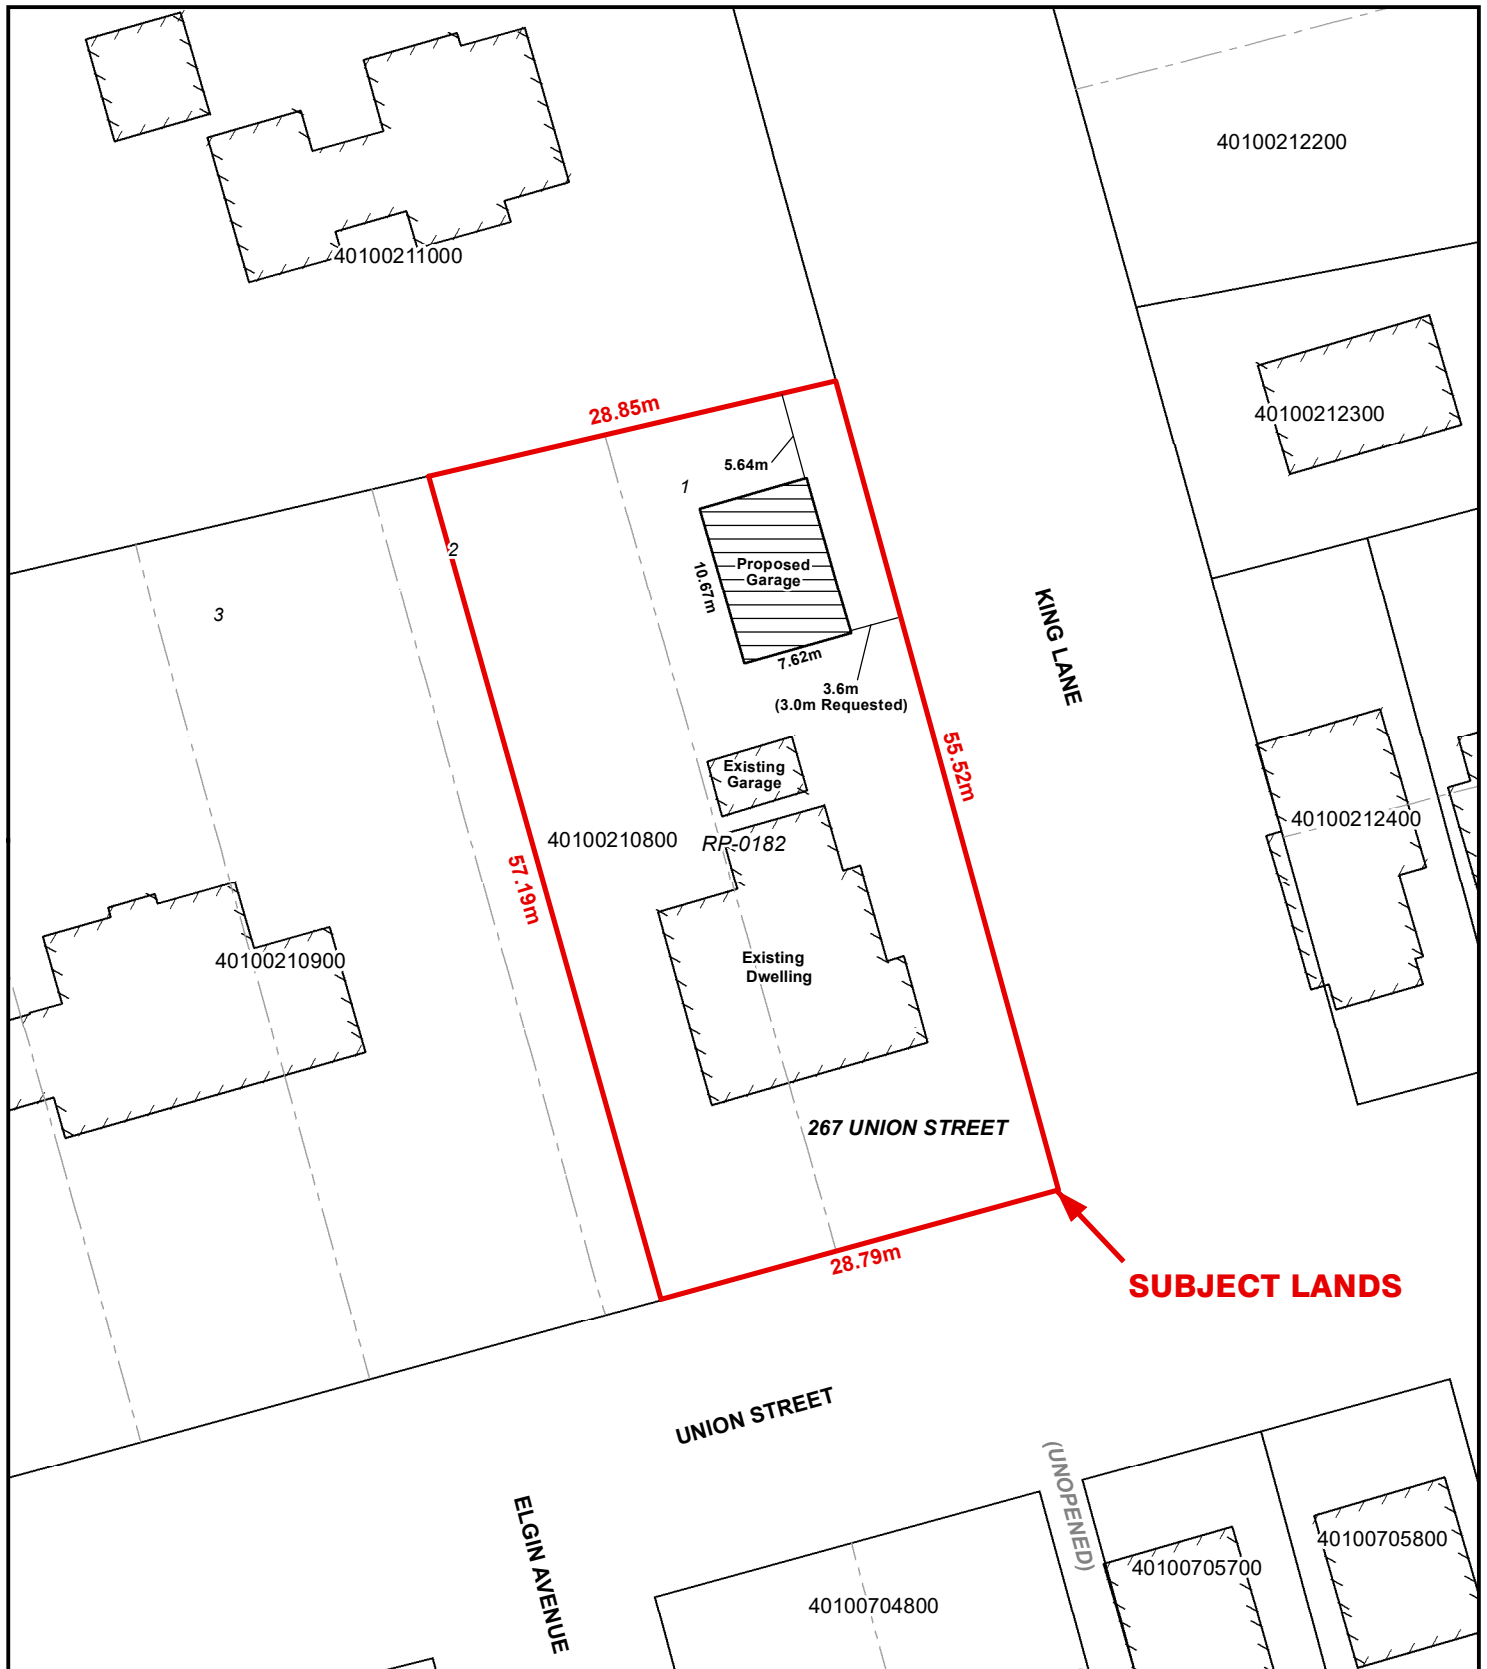 40100212200
40100211000
28.85m
40100212300
5.64m
1
2
Proposed
Garage
10.67m
3
KING LANE
7.62m
3.6m
(3.0m Requested)
55.52m
Existing
Garage
40100212400
40100210800
RP-0182
57.19m
40100210900
Existing
Dwelling
267 UNION STREET
28.79m
SUBJECT LANDS
UNION STREET
(UNOPENED)
ELGIN AVENUE
40100705800
40100705700
40100704800